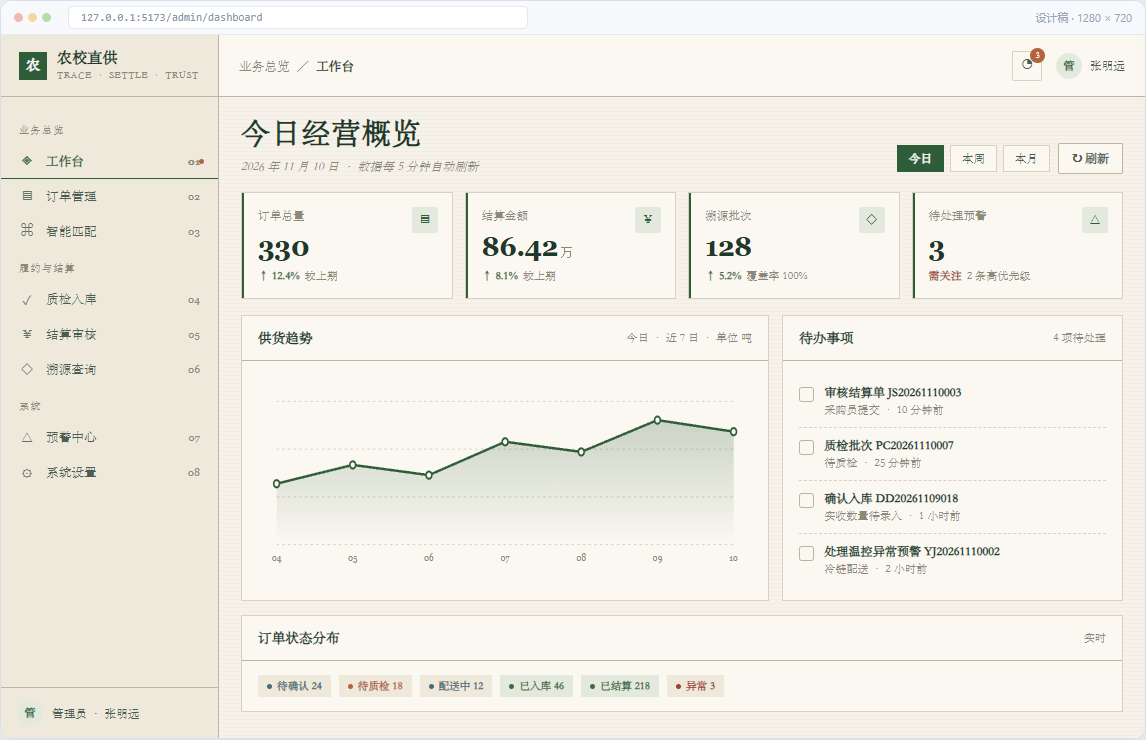 127.0.0.1:5173/admin/dashboard
设计稿 · 1280 × 720
农
农校直供
TRACE · SETTLE · TRUST
业务总览 ／ 工作台
3
管
张明远
业务总览
工作台 01
订单管理 02
智能匹配 03
履约与结算
质检入库 04
结算审核 05
溯源查询 06
系统
预警中心 07
系统设置 08
管
管理员 · 张明远
今日经营概览
2026 年 11 月 10 日 · 数据每 5 分钟自动刷新
今日
本周
本月
↻ 刷新
订单总量
330
↑ 12.4% 较上期
结算金额
¥
86.42 万
↑ 8.1% 较上期
溯源批次
128
↑ 5.2% 覆盖率 100%
待处理预警
3
需关注 2 条高优先级
供货趋势
今日 · 近 7 日 · 单位 吨
04 05 06 07 08 09 10
待办事项
4 项待处理
审核结算单 JS20261110003
采购员提交 · 10 分钟前
质检批次 PC20261110007
待质检 · 25 分钟前
确认入库 DD20261109018
实收数量待录入 · 1 小时前
处理温控异常预警 YJ20261110002
冷链配送 · 2 小时前
订单状态分布
实时
待确认 24
待质检 18
配送中 12
已入库 46
已结算 218
异常 3